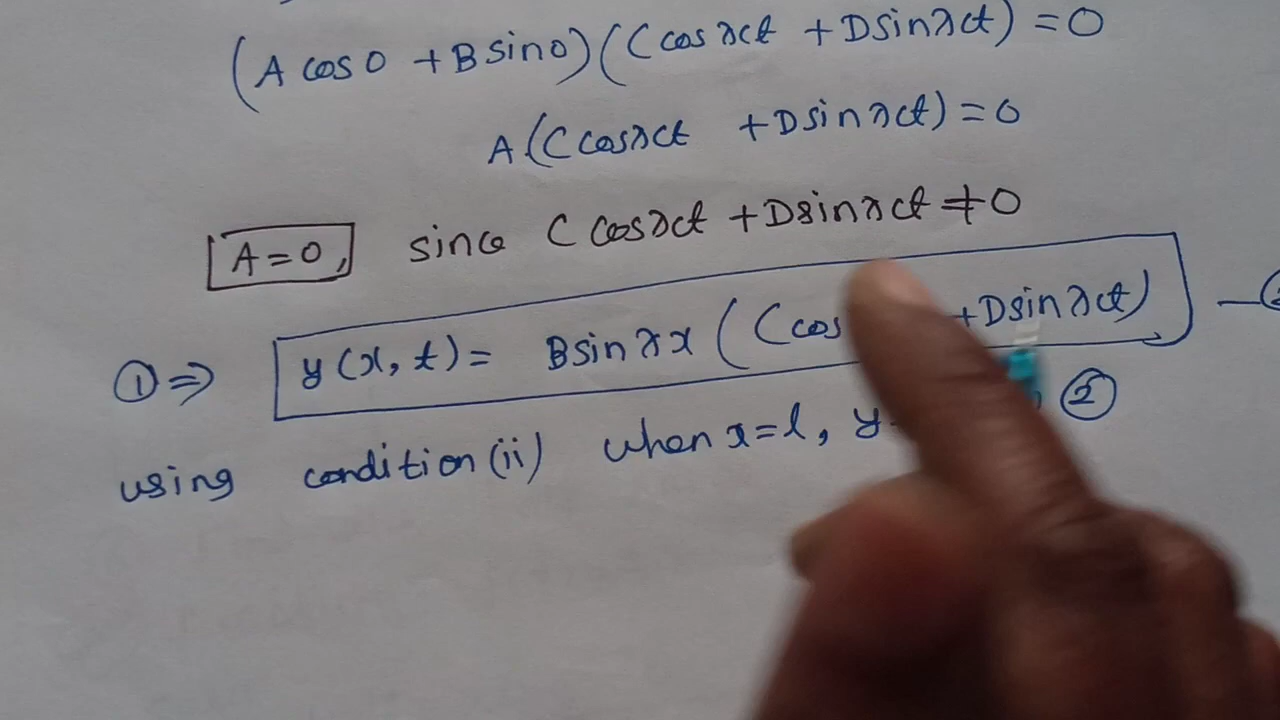 (A cos 0 + B sin 0)(C cos λct + D sin λct) = 0
A(C cos λct + D sin λct) = 0
A = 0, since C cos λct + D sin λct ≠ 0
① ⇒ y(x, t) = B sin λx (C cos + D sin λct) —
using condition (ii) when x = l, y ②